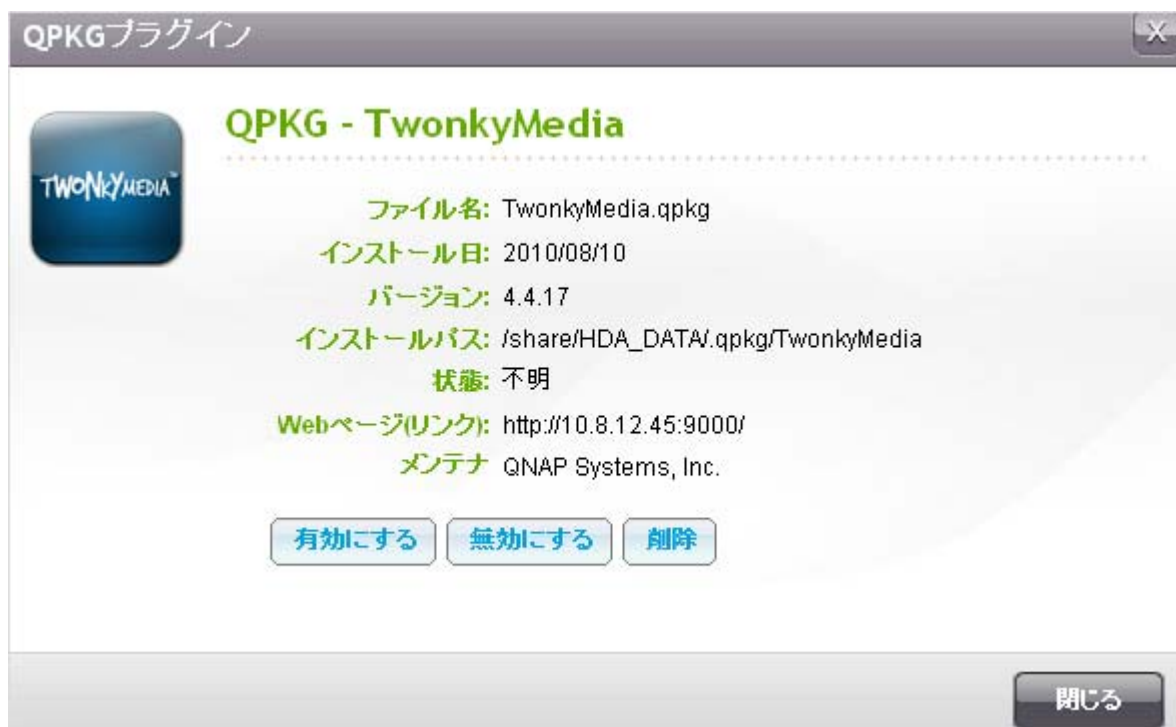 QPKGプラグイン
X
QPKG - TwonkyMedia
TWONKYMEDIA™
ファイル名: TwonkyMedia.qpkg
インストール日: 2010/08/10
バージョン: 4.4.17
インストールパス: /share/HDA_DATA/.qpkg/TwonkyMedia
状態: 不明
Webページ(リンク): http://10.8.12.45:9000/
メンテナ QNAP Systems, Inc.
有効にする 無効にする 削除
閉じる